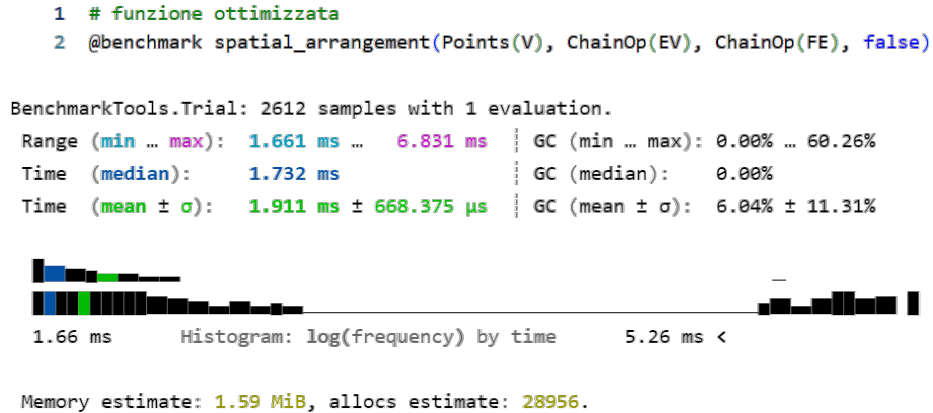 1 # funzione ottimizzata
2 @benchmark spatial_arrangement(Points(V), ChainOp(EV), ChainOp(FE), false)
BenchmarkTools.Trial: 2612 samples with 1 evaluation.
Range (min … max): 1.661 ms … 6.831 ms ┊ GC (min … max): 0.00% … 60.26%
Time (median): 1.732 ms ┊ GC (median): 0.00%
Time (mean ± σ): 1.911 ms ± 668.375 μs ┊ GC (mean ± σ): 6.04% ± 11.31%
1.66 ms Histogram: log(frequency) by time 5.26 ms <
Memory estimate: 1.59 MiB, allocs estimate: 28956.